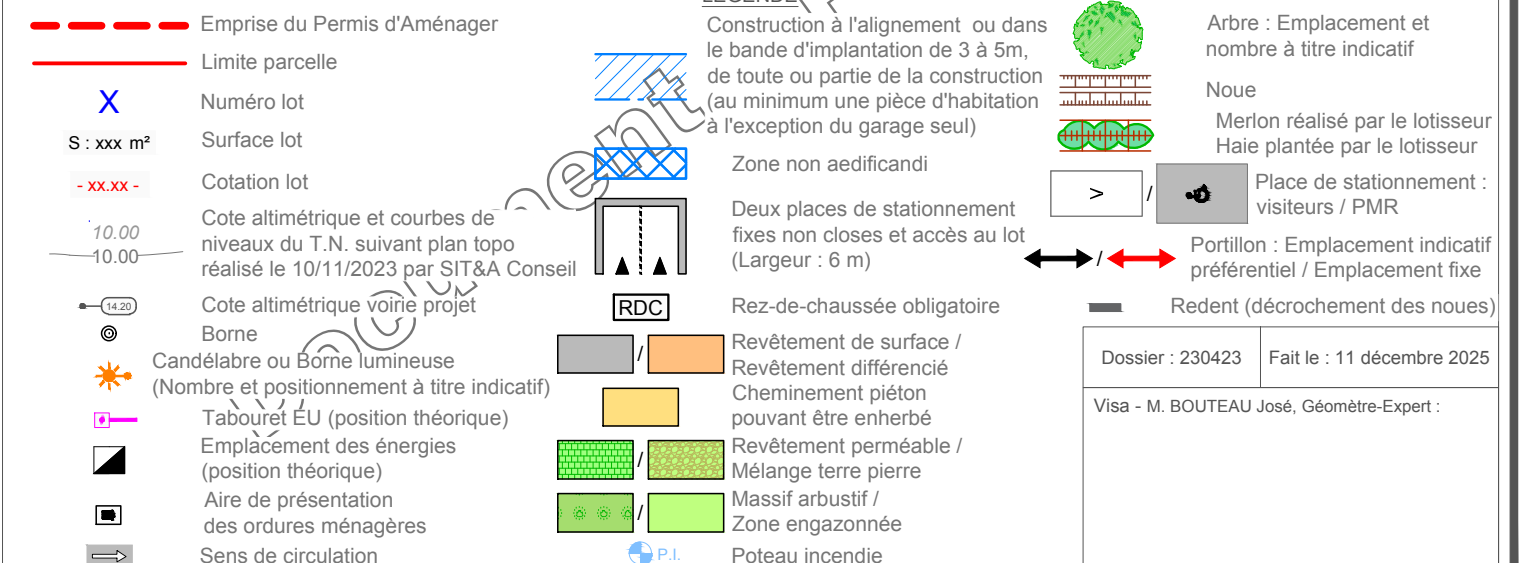 LEGENDE
Emprise du Permis d'Aménager
Limite parcelle
X Numéro lot
S : xxx m² Surface lot
- xx.xx - Cotation lot
10.00
10.00
Cote altimétrique et courbes de
niveaux du T.N. suivant plan topo
réalisé le 10/11/2023 par SIT&A Conseil
14.20 Cote altimétrique voirie projet
Borne
Candélabre ou Borne lumineuse
(Nombre et positionnement à titre indicatif)
Tabouret EU (position théorique)
Emplacement des énergies
(position théorique)
Aire de présentation
des ordures ménagères
Sens de circulation
Construction à l'alignement ou dans
le bande d'implantation de 3 à 5m,
de toute ou partie de la construction
(au minimum une pièce d'habitation
à l'exception du garage seul)
Zone non aedificandi
Deux places de stationnement
fixes non closes et accès au lot
(Largeur : 6 m)
RDC Rez-de-chaussée obligatoire
/ Revêtement de surface /
Revêtement différencié
Cheminement piéton
pouvant être enherbé
/ Revêtement perméable /
Mélange terre pierre
/ Massif arbustif /
Zone engazonnée
P.I. Poteau incendie
Arbre : Emplacement et
nombre à titre indicatif
Noue
Merlon réalisé par le lotisseur
Haie plantée par le lotisseur
> / Place de stationnement :
visiteurs / PMR
/ Portillon : Emplacement indicatif
préférentiel / Emplacement fixe
Redent (décrochement des noues)
Dossier : 230423 Fait le : 11 décembre 2025
Visa - M. BOUTEAU José, Géomètre-Expert :